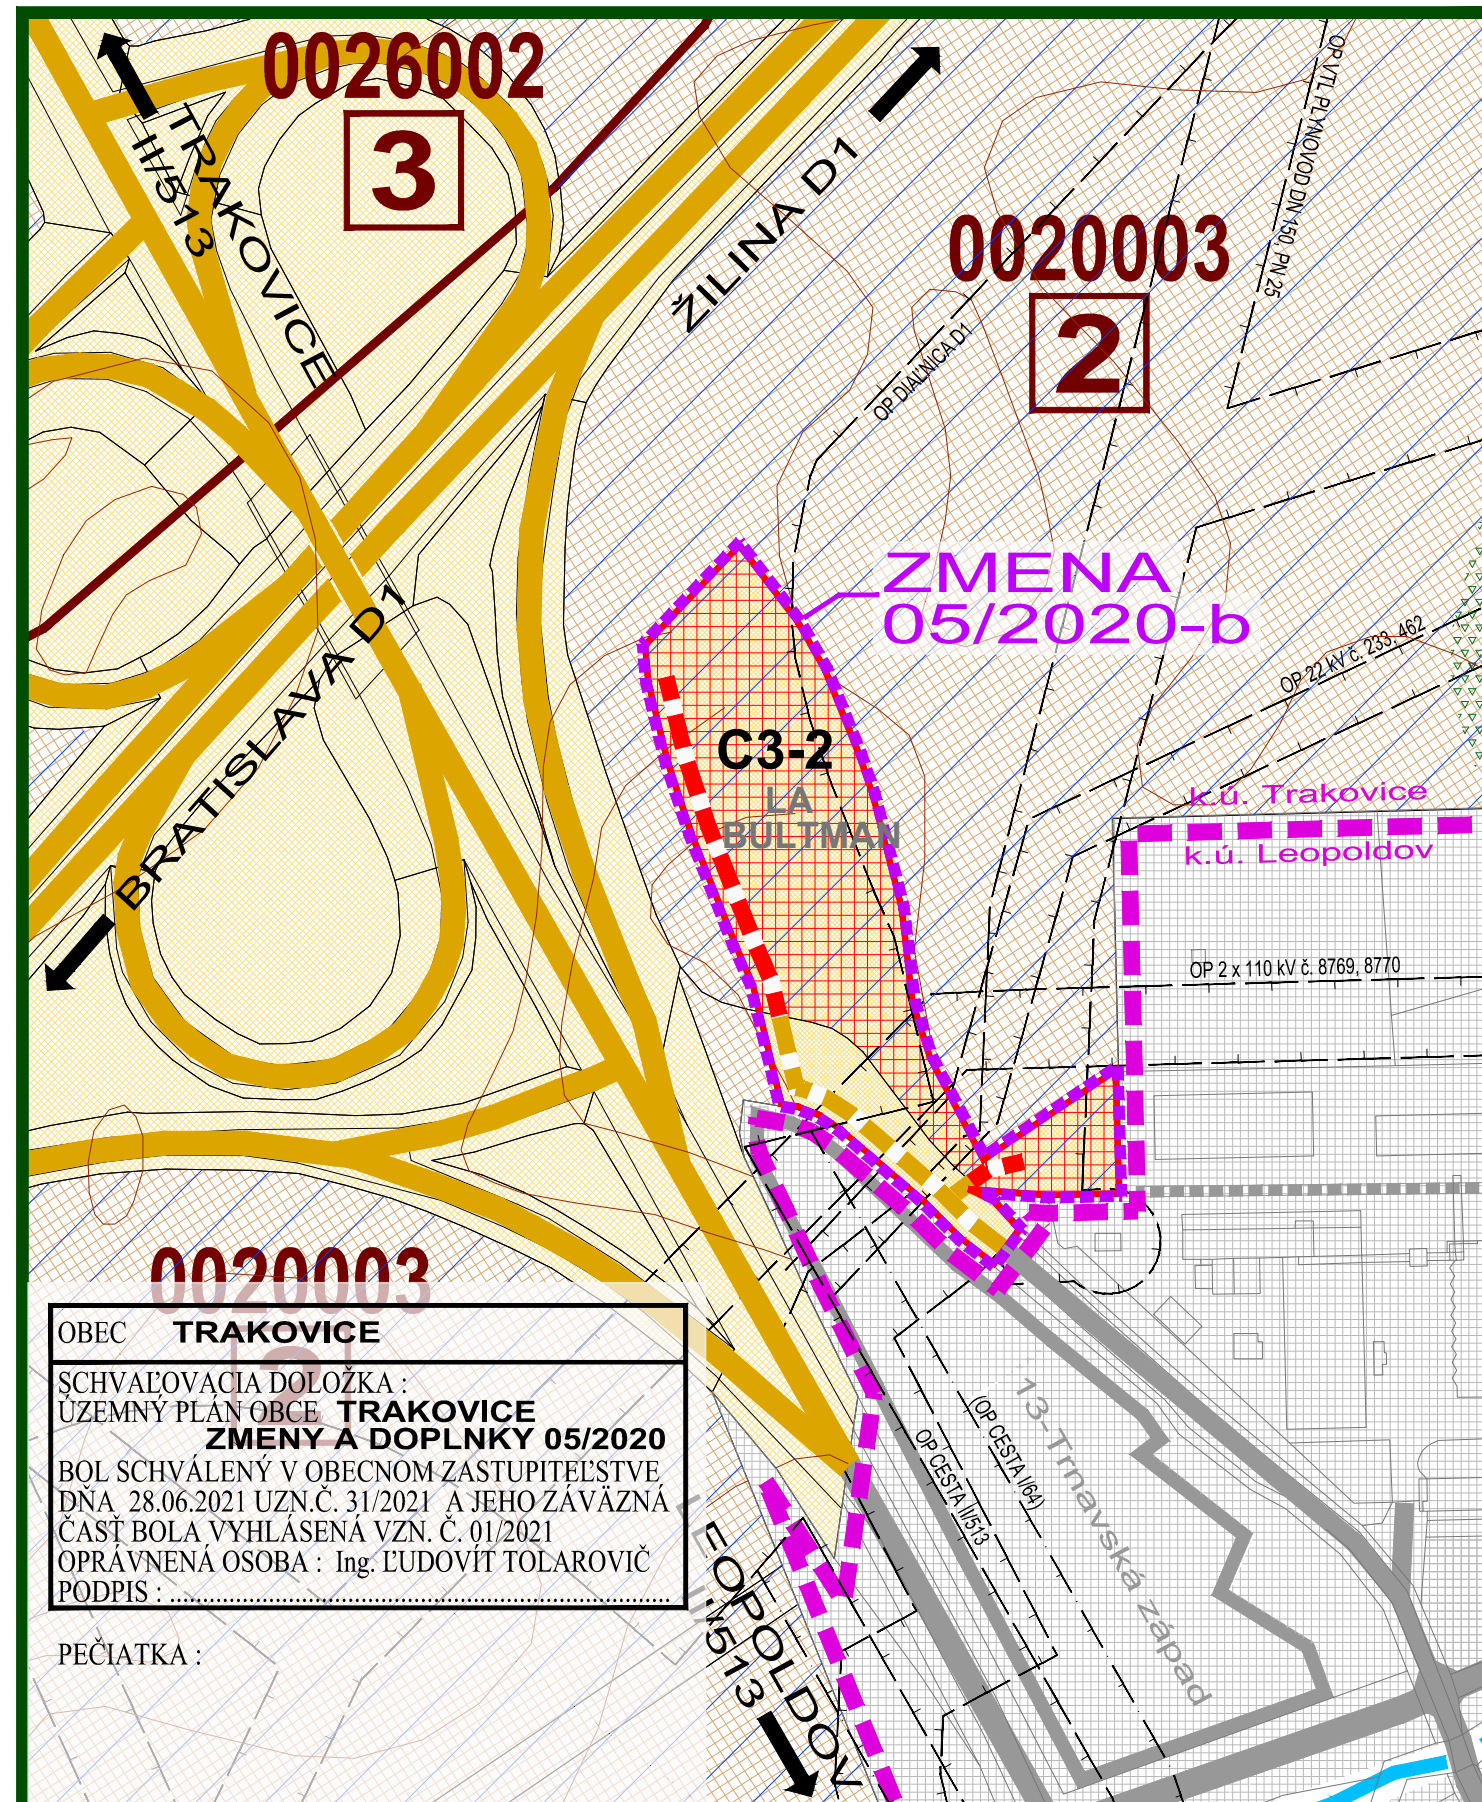 0026002
3
TRAKOVICE
II/513
ŽILINA D1
OP VTL PLYNOVOD DN 150, PN 25
0020003
2
OP DIAĽNICA D1
ZMENA
05/2020-b
OP 22 kV č. 233, 462
BRATISLAVA D1
C3-2
LA
BULTMAN
k.ú. Trakovice
k.ú. Leopoldov
OP 2 x 110 kV č. 8769, 8770
0020003
2
OBEC TRAKOVICE
SCHVAĽOVACIA DOLOŽKA :
ÚZEMNÝ PLÁN OBCE TRAKOVICE
ZMENY A DOPLNKY 05/2020
BOL SCHVÁLENÝ V OBECNOM ZASTUPITEĽSTVE
DŇA 28.06.2021 UZN.Č. 31/2021 A JEHO ZÁVÄZNÁ
ČASŤ BOLA VYHLÁSENÁ VZN. Č. 01/2021
OPRÁVNENÁ OSOBA : Ing. ĽUDOVÍT TOLAROVIČ
PODPIS : ................................................................................
PEČIATKA :
LEOPOLDOV
II/513
OP CESTA II/513
(OP CESTA I/64)
13-Trnavská západ